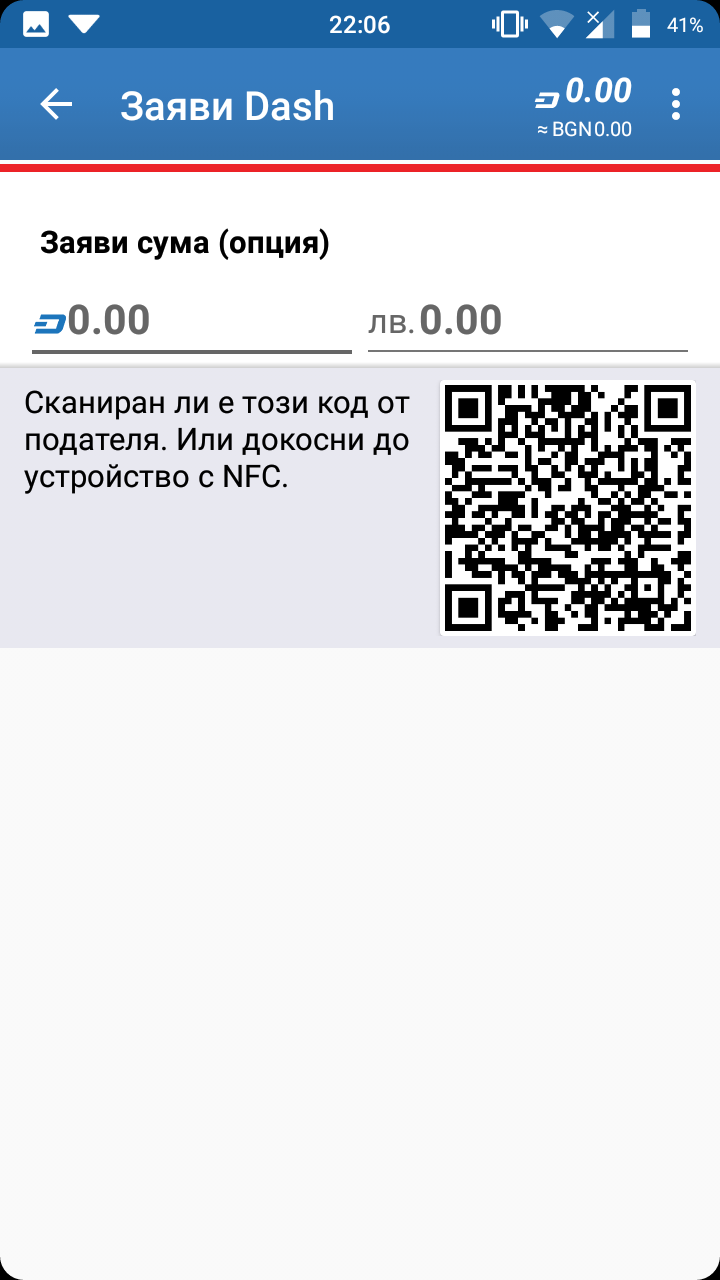 22:06
41%
Заяви Dash
0.00
≈ BGN0.00
Заяви сума (опция)
0.00
лв. 0.00
Сканиран ли е този код от
подателя. Или докосни до
устройство с NFC.